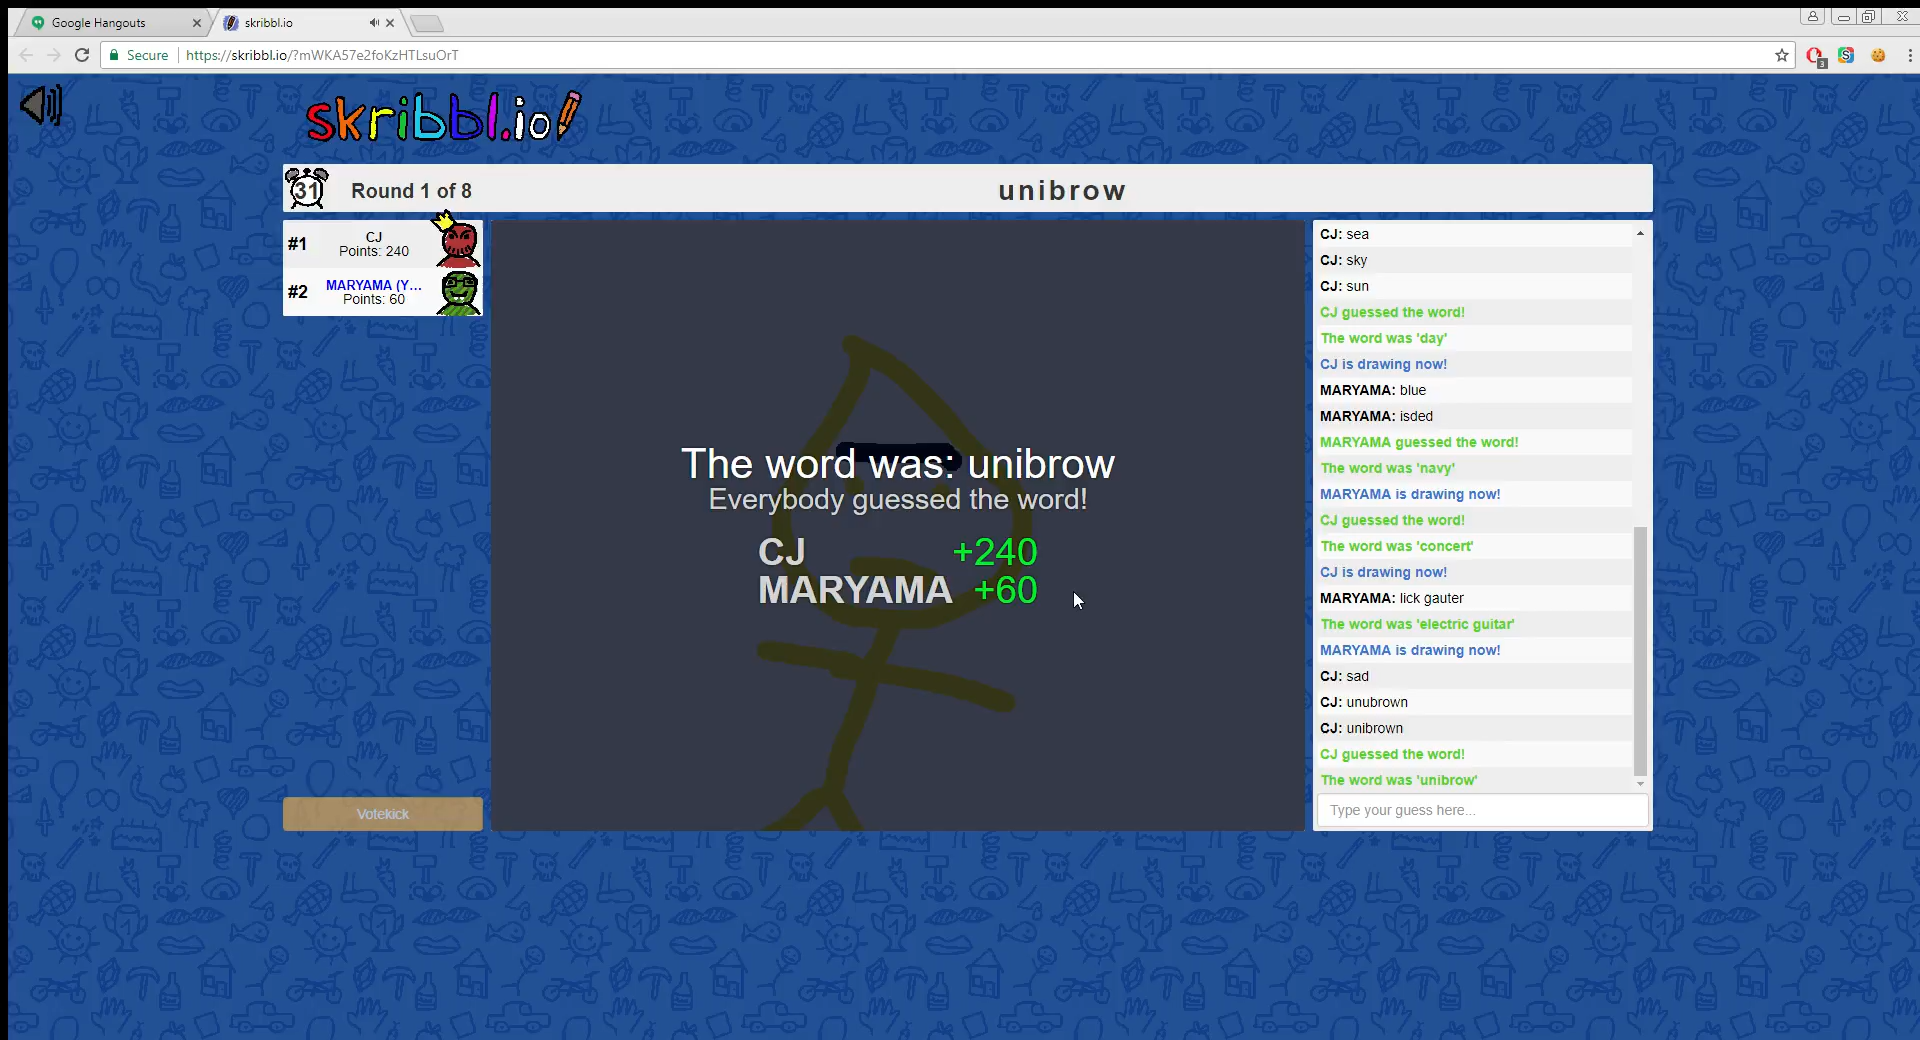 Google Hangouts
skribbl.io
Secure
https://skribbl.io/?mWKA57e2foKzHTLsuOrT
3
S
skribbl.io
31
Round 1 of 8
unibrow
#1
CJ
Points: 240
#2
MARYAMA (Y...
Points: 60
Votekick
The word was: unibrow
Everybody guessed the word!
CJ +240
MARYAMA +60
CJ: sea
CJ: sky
CJ: sun
CJ guessed the word!
The word was 'day'
CJ is drawing now!
MARYAMA: blue
MARYAMA: isded
MARYAMA guessed the word!
The word was 'navy'
MARYAMA is drawing now!
CJ guessed the word!
The word was 'concert'
CJ is drawing now!
MARYAMA: lick gauter
The word was 'electric guitar'
MARYAMA is drawing now!
CJ: sad
CJ: unubrown
CJ: unibrown
CJ guessed the word!
The word was 'unibrow'
Type your guess here...